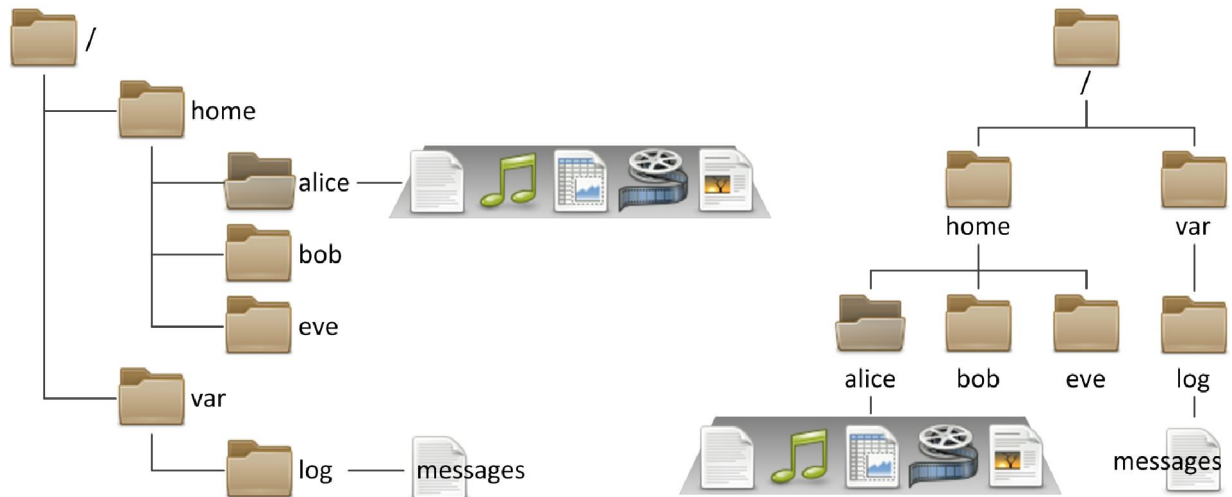 /
home
alice
bob
eve
var
log
messages
/
home
var
alice
bob
eve
log
messages